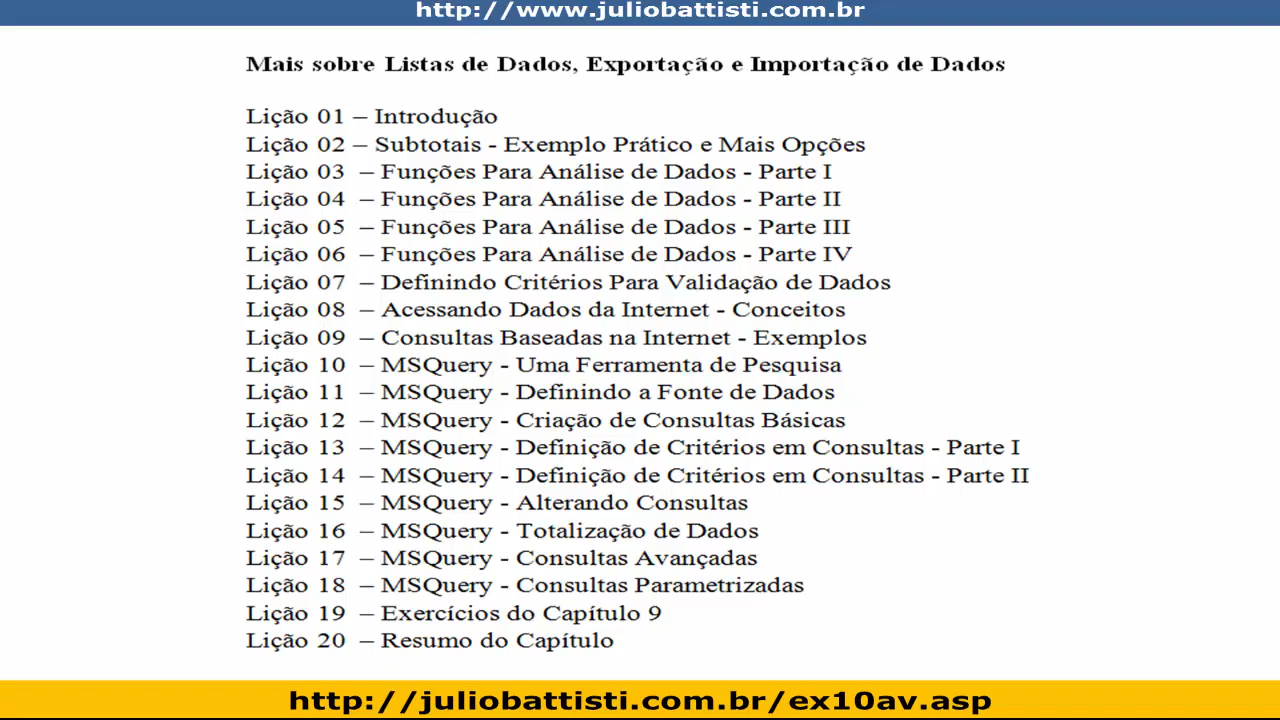 http://www.juliobattisti.com.br
Mais sobre Listas de Dados, Exportação e Importação de Dados
Lição 01 – Introdução
Lição 02 – Subtotais - Exemplo Prático e Mais Opções
Lição 03 – Funções Para Análise de Dados - Parte I
Lição 04 – Funções Para Análise de Dados - Parte II
Lição 05 – Funções Para Análise de Dados - Parte III
Lição 06 – Funções Para Análise de Dados - Parte IV
Lição 07 – Definindo Critérios Para Validação de Dados
Lição 08 – Acessando Dados da Internet - Conceitos
Lição 09 – Consultas Baseadas na Internet - Exemplos
Lição 10 – MSQuery - Uma Ferramenta de Pesquisa
Lição 11 – MSQuery - Definindo a Fonte de Dados
Lição 12 – MSQuery - Criação de Consultas Básicas
Lição 13 – MSQuery - Definição de Critérios em Consultas - Parte I
Lição 14 – MSQuery - Definição de Critérios em Consultas - Parte II
Lição 15 – MSQuery - Alterando Consultas
Lição 16 – MSQuery - Totalização de Dados
Lição 17 – MSQuery - Consultas Avançadas
Lição 18 – MSQuery - Consultas Parametrizadas
Lição 19 – Exercícios do Capítulo 9
Lição 20 – Resumo do Capítulo
http://juliobattisti.com.br/ex10av.asp